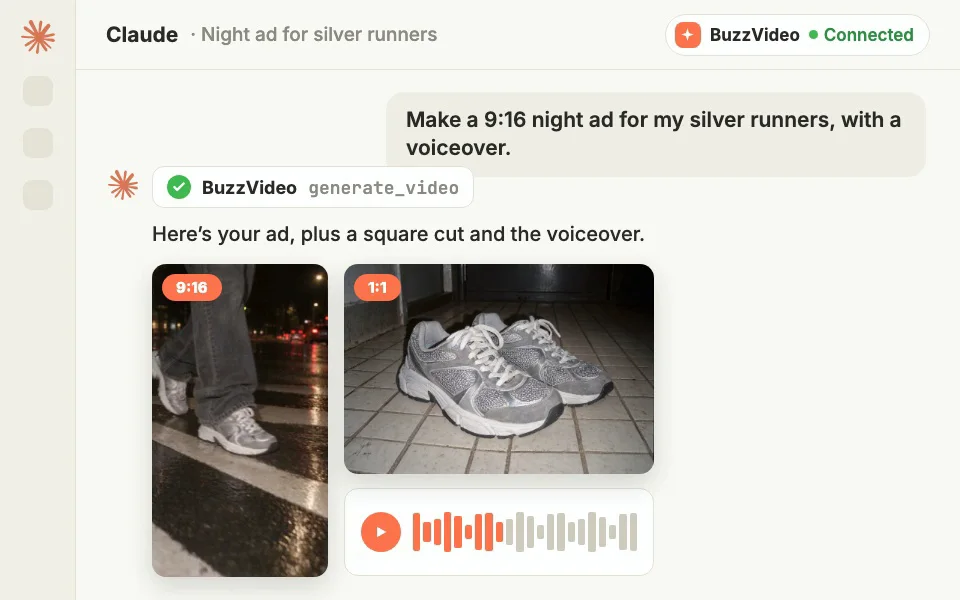 Claude · Night ad for silver runners
BuzzVideo Connected
Make a 9:16 night ad for my silver runners, with a
voiceover.
BuzzVideo generate_video
Here’s your ad, plus a square cut and the voiceover.
9:16
1:1